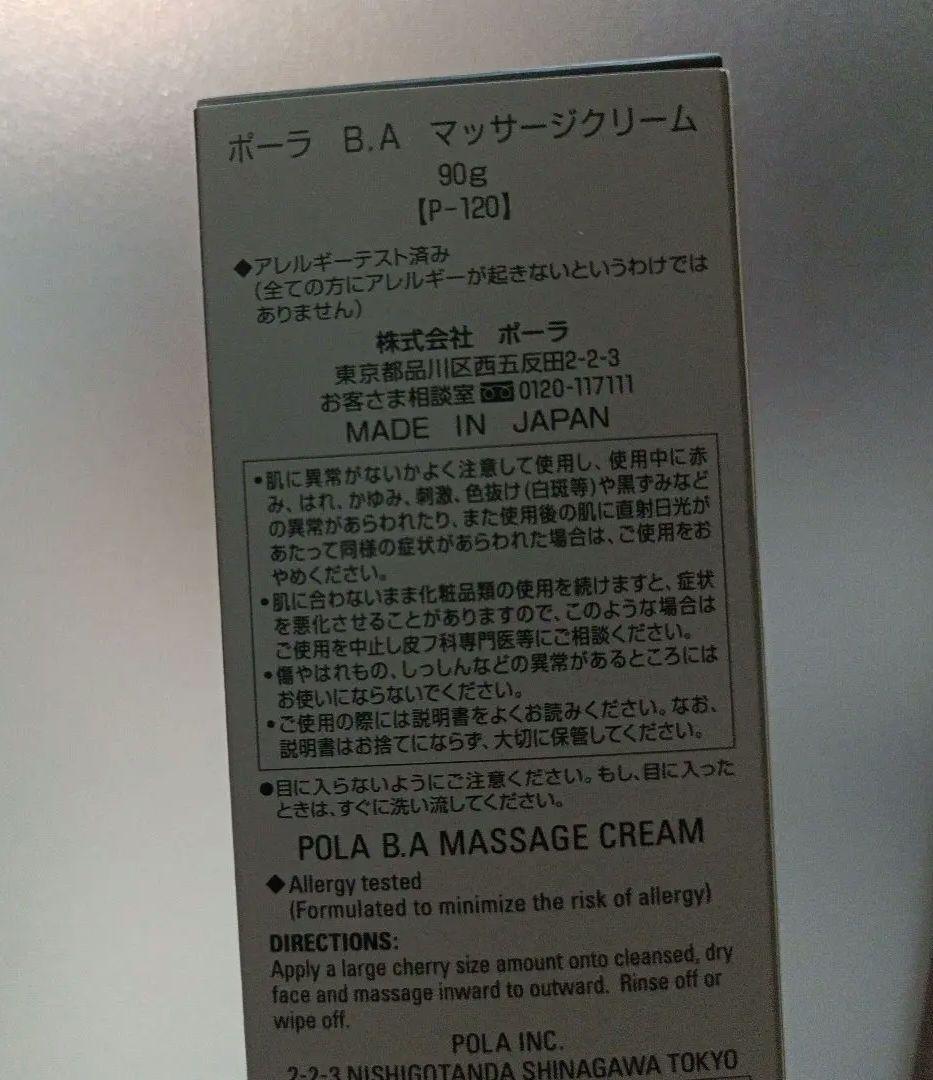 ポーラ B.A マッサージクリーム
90g
【P-120】
◆アレルギーテスト済み
(全ての方にアレルギーが起きないというわけでは
ありません)
株式会社 ポーラ
東京都品川区西五反田2-2-3
お客さま相談室 0120-117111
MADE IN JAPAN
•肌に異常がないかよく注意して使用し、使用中に赤
み、はれ、かゆみ、刺激、色抜け(白斑等)や黒ずみなど
の異常があらわれたり、また使用後の肌に直射日光が
あたって同様の症状があらわれた場合は、ご使用をお
やめください。
•肌に合わないまま化粧品類の使用を続けますと、症状
を悪化させることがありますので、このような場合は
ご使用を中止し皮フ科専門医等にご相談ください。
•傷やはれもの、しっしんなどの異常があるところには
お使いにならないでください。
•ご使用の際には説明書をよくお読みください。なお、
説明書はお捨てにならず、大切に保管してください。
●目に入らないようにご注意ください。もし、目に入った
ときは、すぐに洗い流してください。
POLA B.A MASSAGE CREAM
◆Allergy tested
(Formulated to minimize the risk of allergy)
DIRECTIONS:
Apply a large cherry size amount onto cleansed, dry
face and massage inward to outward. Rinse off or
wipe off.
POLA INC.
2-2-3 NISHIGOTANDA SHINAGAWA TOKYO